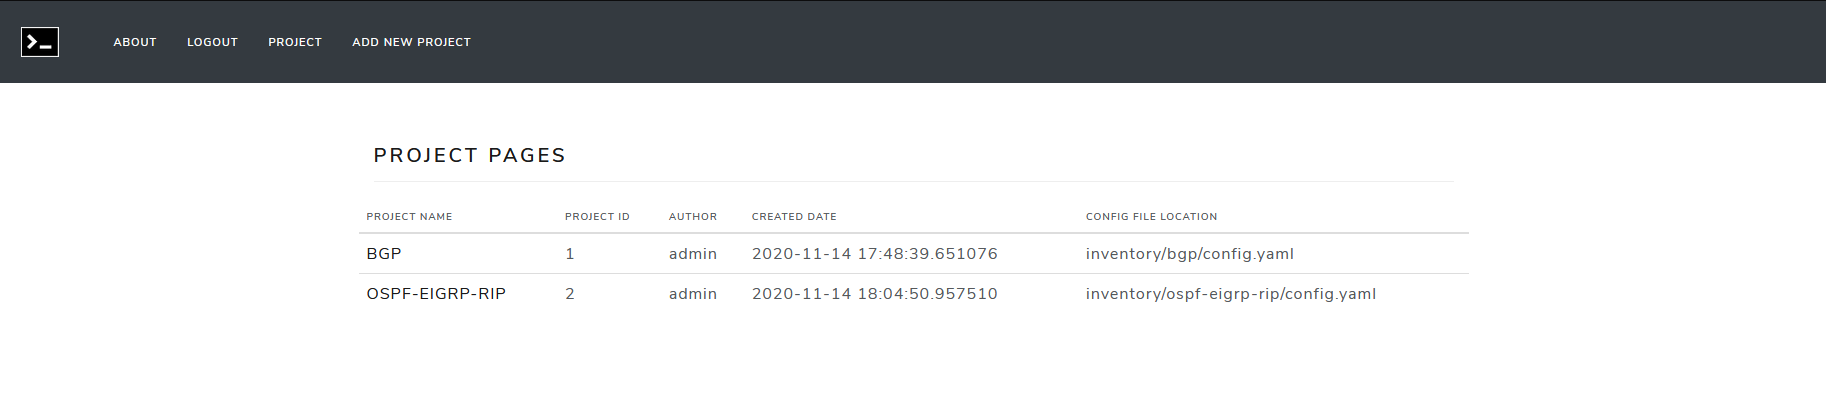 ABOUT LOGOUT PROJECT ADD NEW PROJECT
PROJECT PAGES
PROJECT NAME PROJECT ID AUTHOR CREATED DATE CONFIG FILE LOCATION
BGP 1 admin 2020-11-14 17:48:39.651076 inventory/bgp/config.yaml
OSPF-EIGRP-RIP 2 admin 2020-11-14 18:04:50.957510 inventory/ospf-eigrp-rip/config.yaml